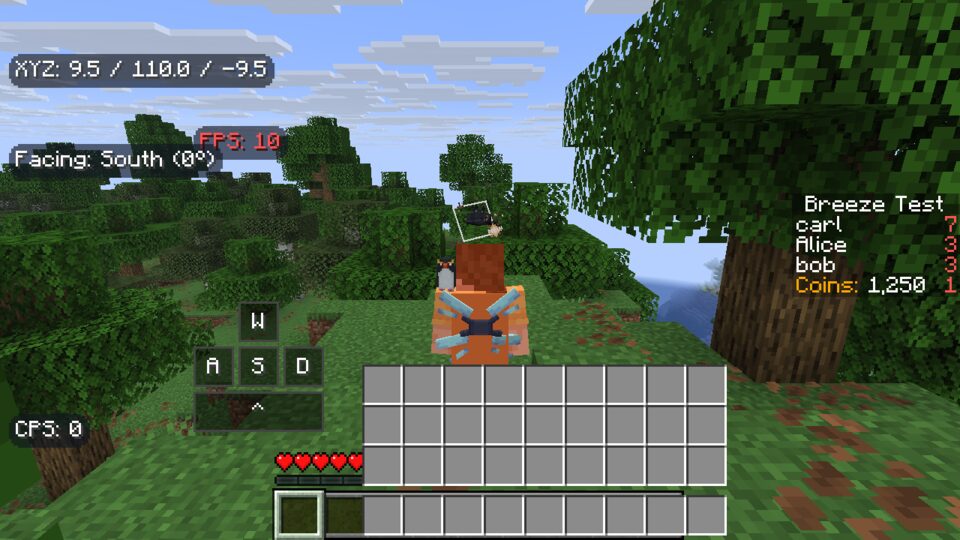 XYZ: 9.5 / 110.0 / -9.5
FPS: 10
Facing: South (0°)
Breeze Test
carl 7
Alice 3
bob 3
Coins: 1,250 1
W
A S D
^
CPS: 0